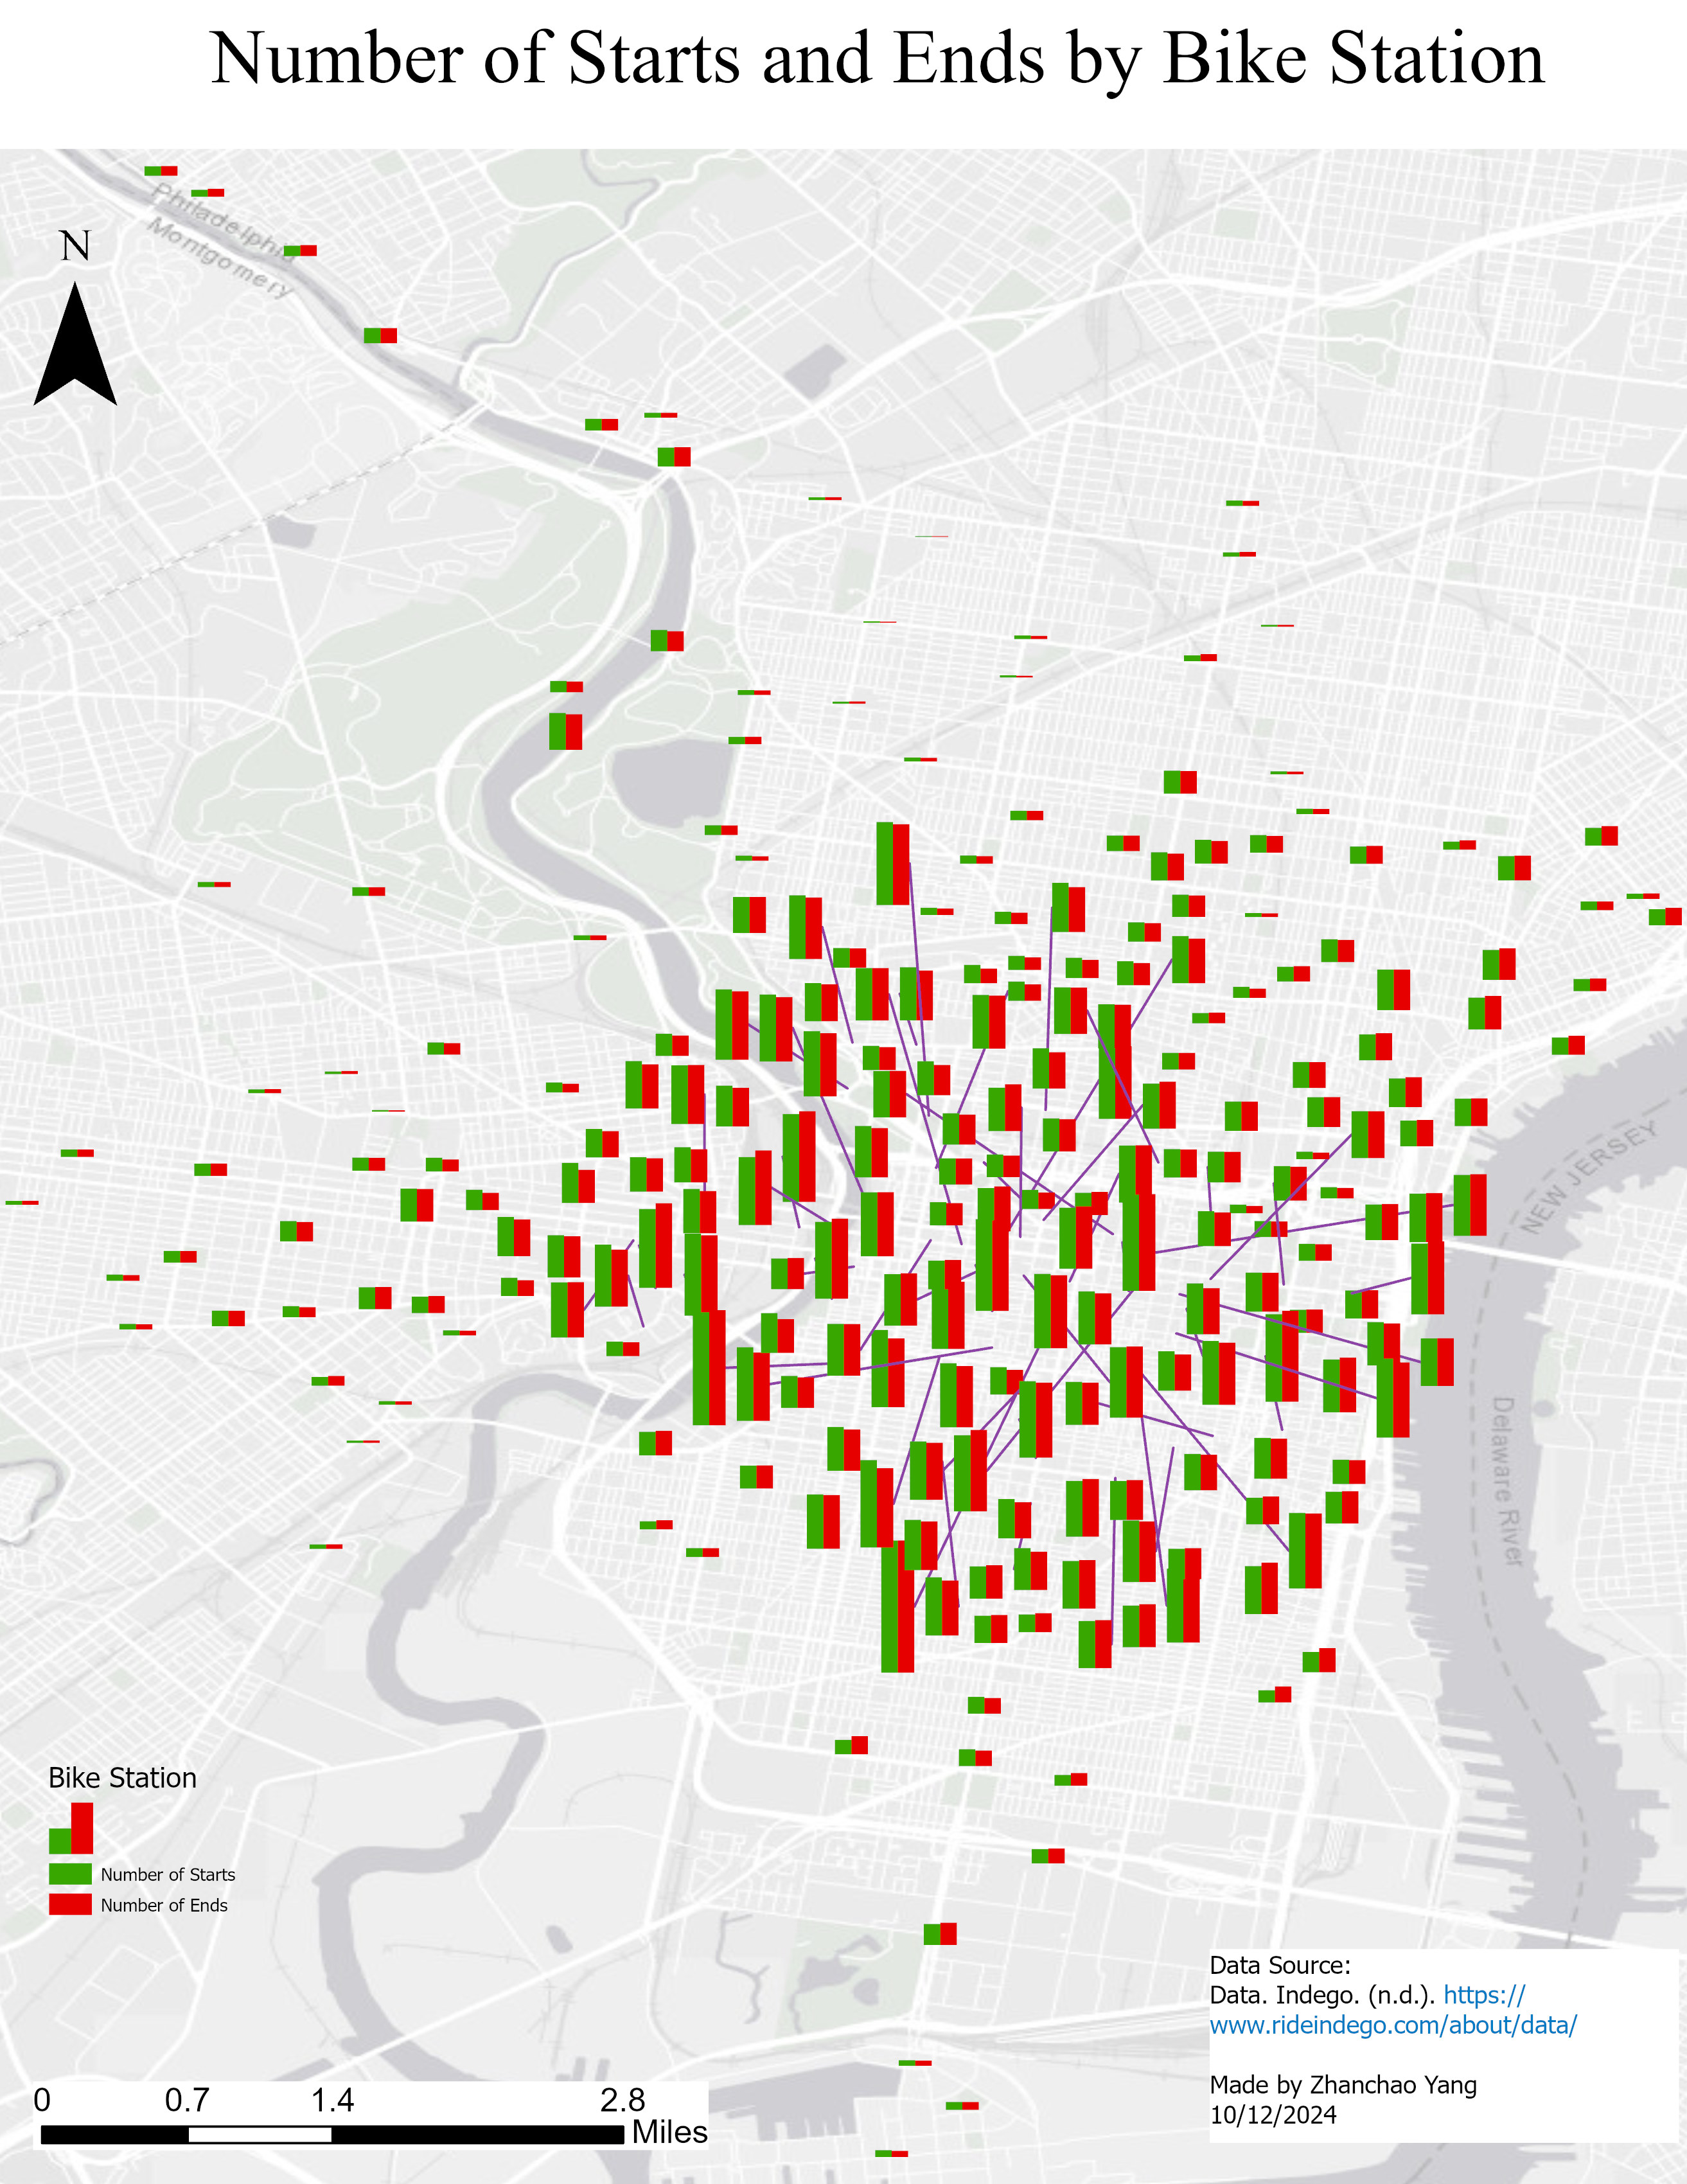 Number of Starts and Ends by Bike Station
Philadelphia
Montgomery
N
NEW JERSEY
Delaware River
Bike Station
Number of Starts
Number of Ends
Data Source:
Data. Indego. (n.d.). https://
www.rideindego.com/about/data/
Made by Zhanchao Yang
10/12/2024
0 0.7 1.4 2.8
Miles